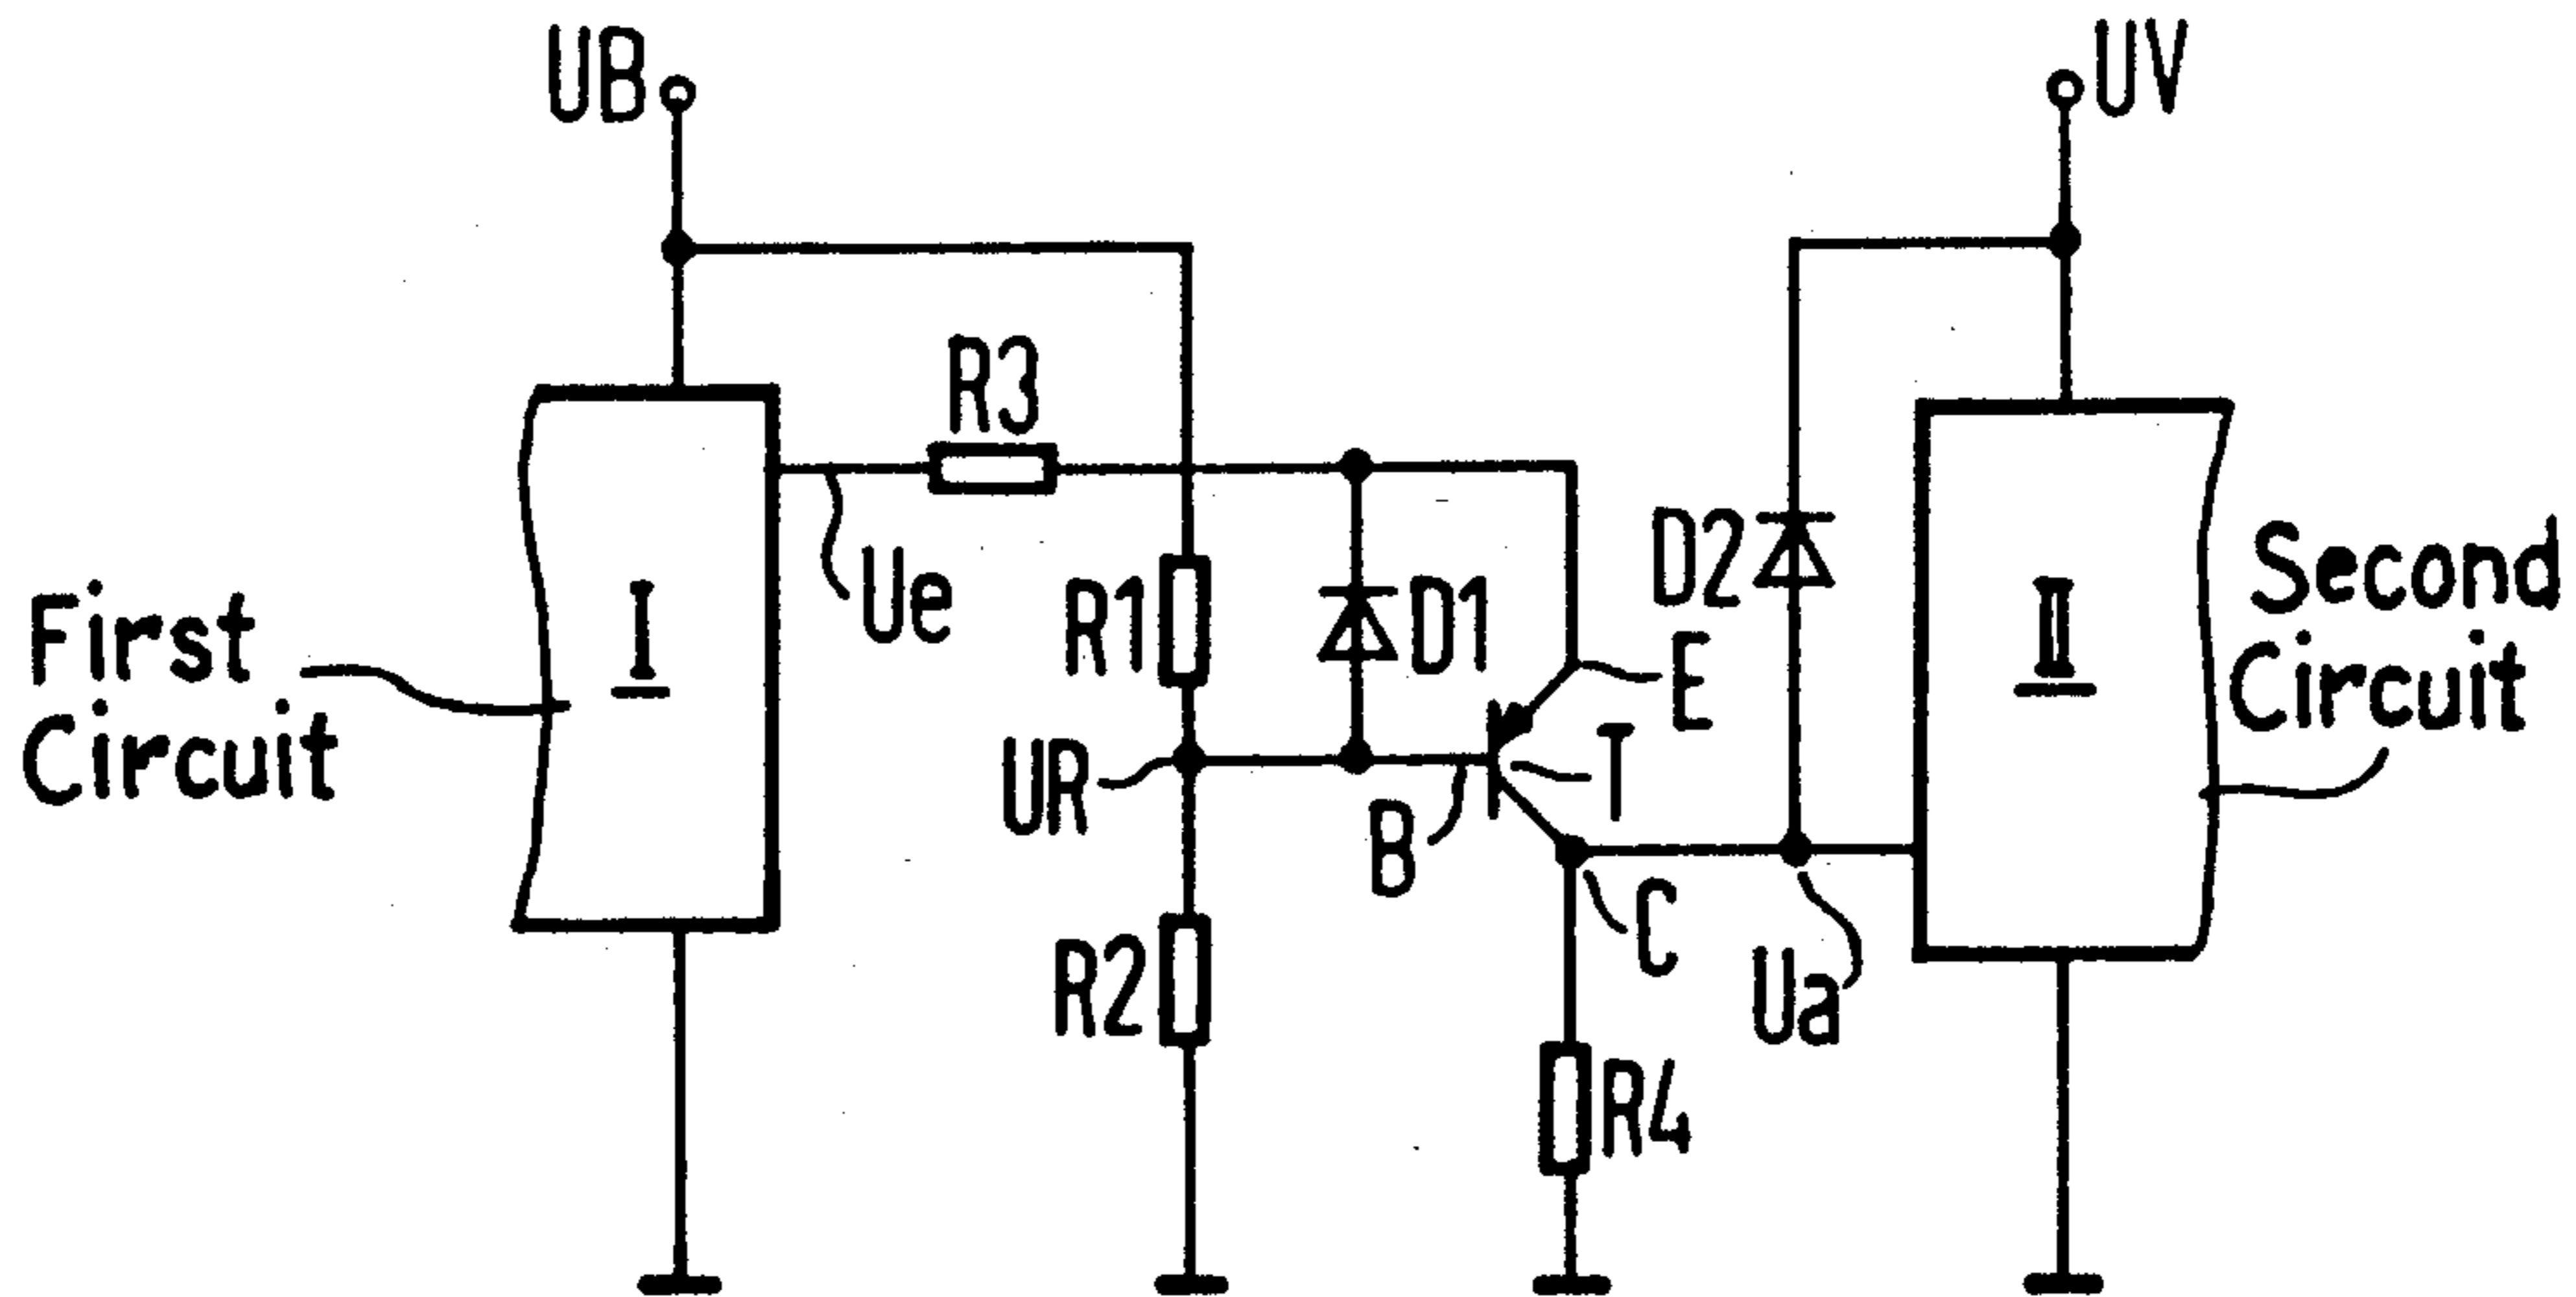 UB
UV
R3
Ue
First
Circuit
I
R1
D1
D2
E
II
Second
Circuit
UR
T
B
C
Ua
R2
R4